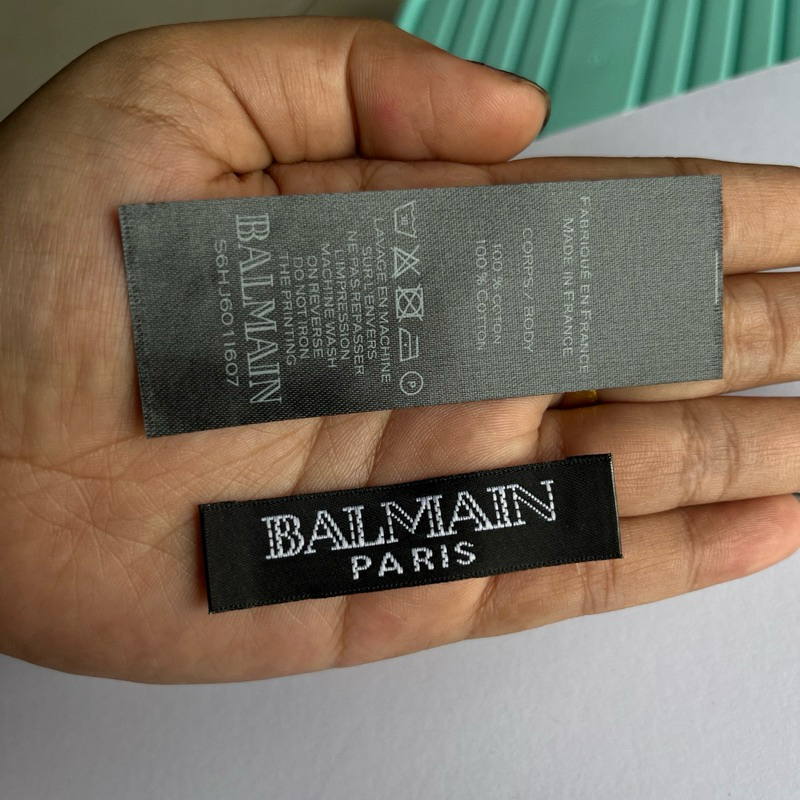 FABRIQUÉ EN FRANCE
MADE IN FRANCE
CORPS / BODY
100 % COTON
100% COTTON
P
LAVAGE EN MACHINE
SUR L'ENVERS
NE PAS REPASSER
L'IMPRESSION
MACHINE WASH
ON REVERSE
DO NOT IRON
THE PRINTING
BALMAIN
S6HJ6011607
BALMAIN
PARIS